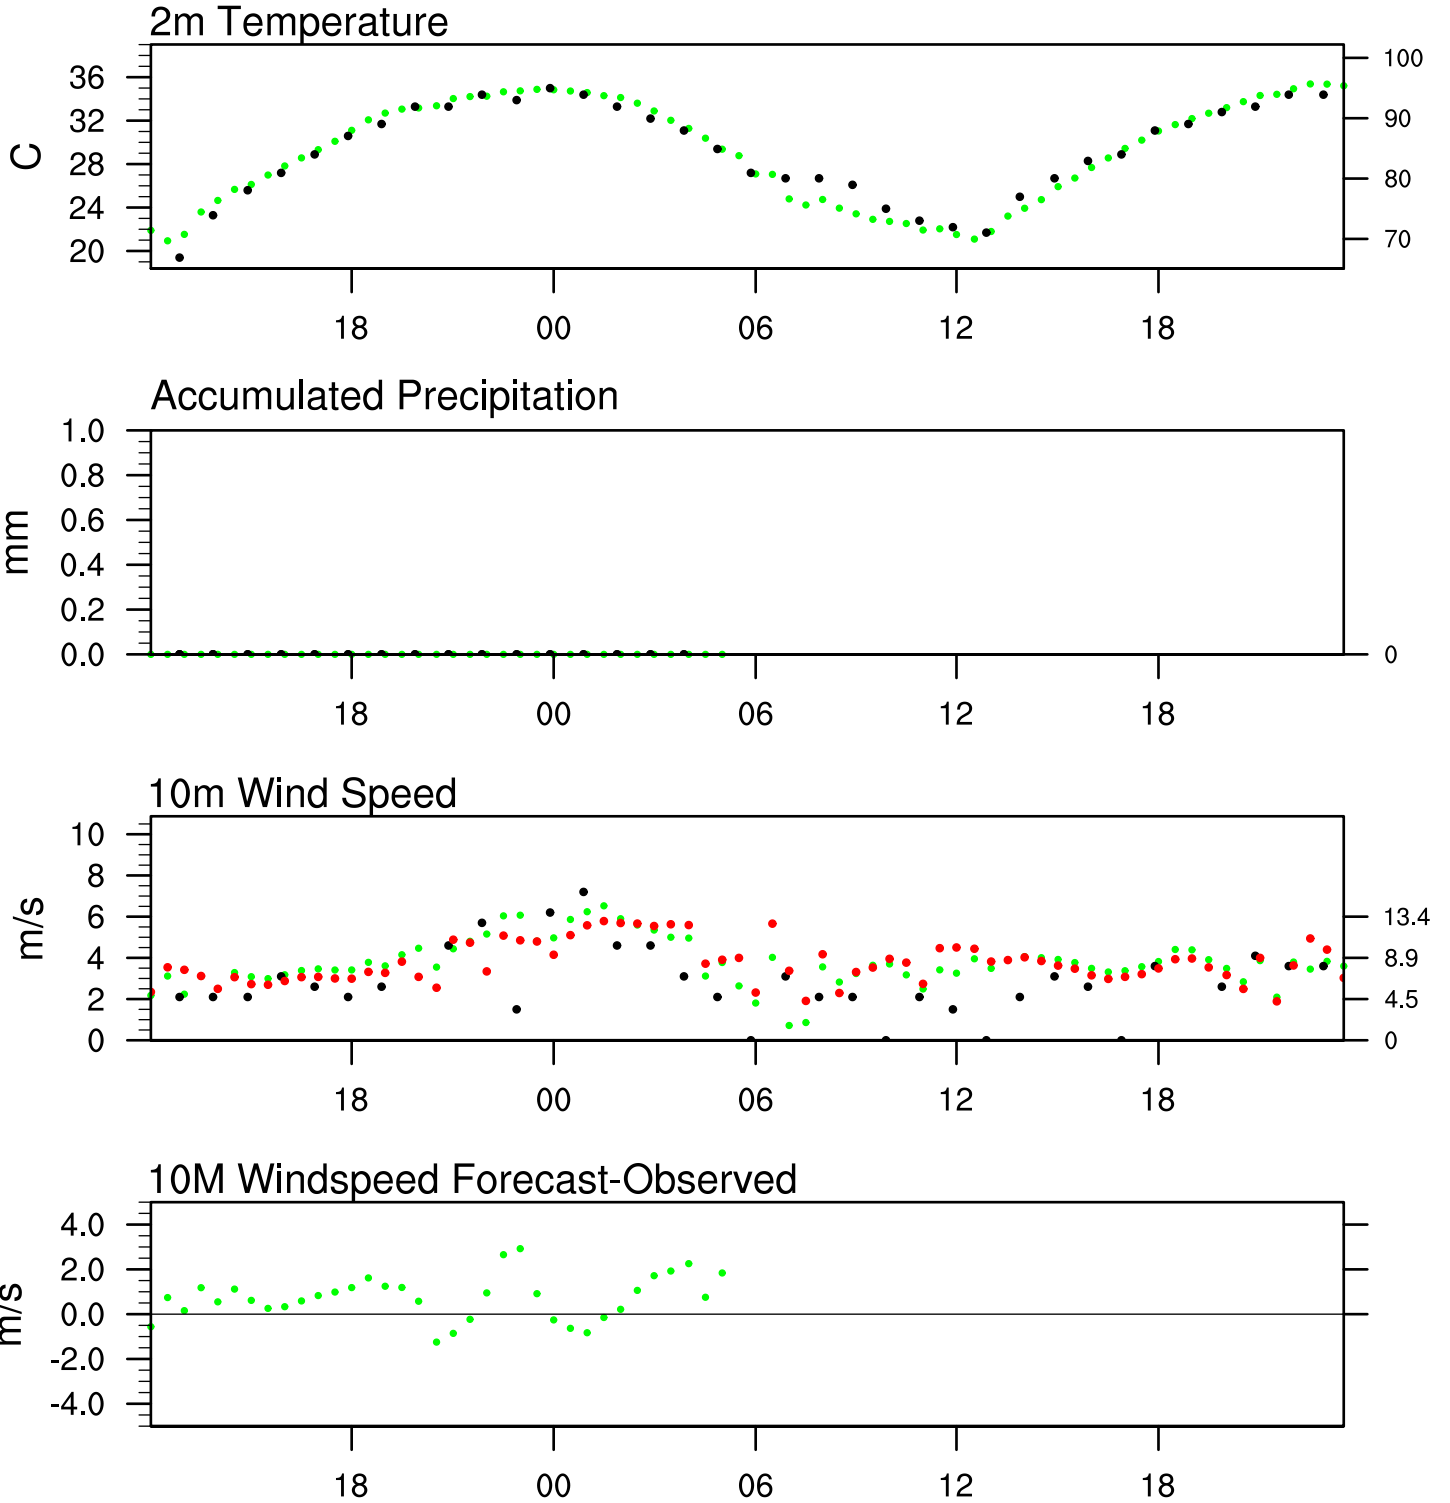 2m Temperature
36
32
28
24
20
C
100
90
80
70
18 00 06 12 18
Accumulated Precipitation
1.0
0.8
0.6
0.4
0.2
0.0
mm
0
18 00 06 12 18
10m Wind Speed
10
8
6
4
2
0
m/s
13.4
8.9
4.5
0
18 00 06 12 18
10M Windspeed Forecast-Observed
4.0
2.0
0.0
-2.0
-4.0
m/s
18 00 06 12 18